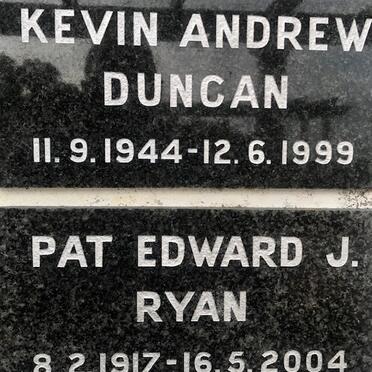 KEVIN ANDREW
DUNCAN
11.9.1944-12.6.1999
PAT EDWARD J.
RYAN
8.2.1917-16.5.2004